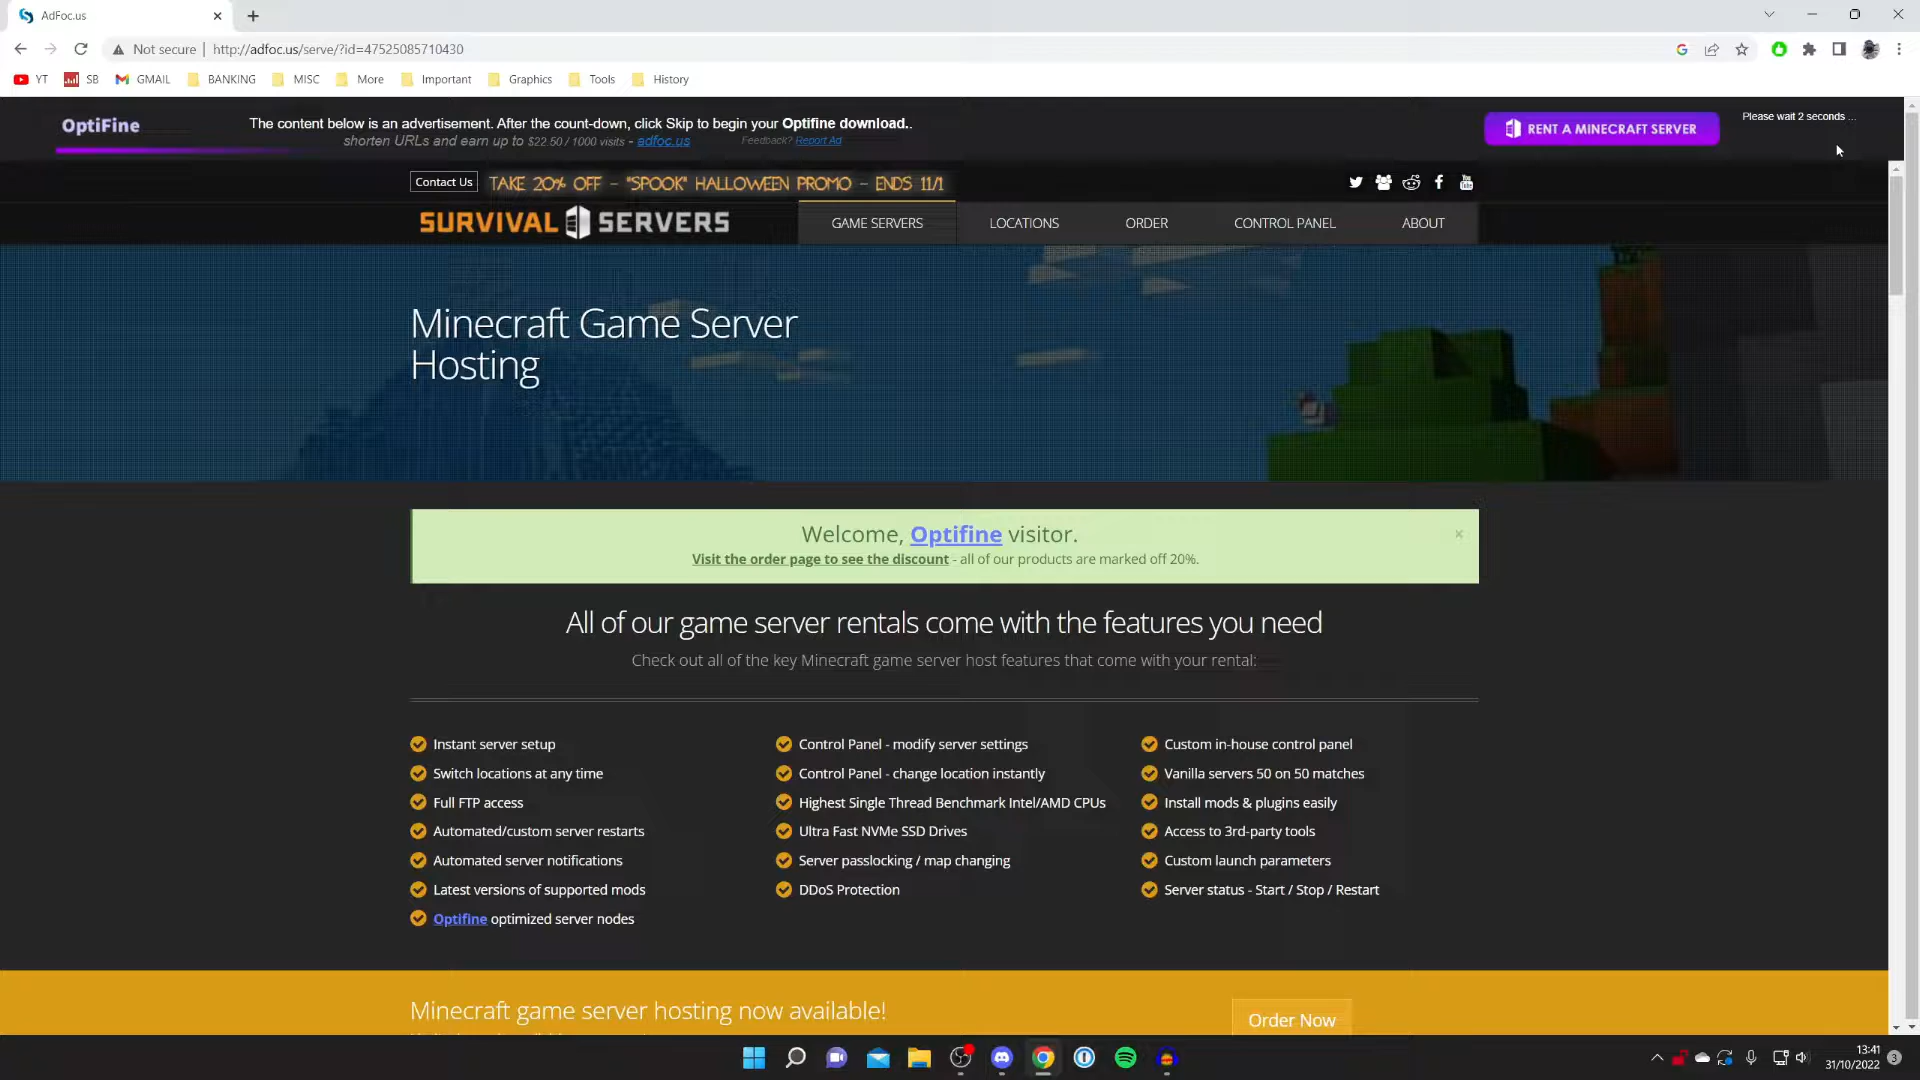 AdFoc.us
Not secure | http://adfoc.us/serve/?id=47525085710430
YT SB GMAIL BANKING MISC More Important Graphics Tools History
OptiFine
The content below is an advertisement. After the count-down, click Skip to begin your Optifine download..
shorten URLs and earn up to $22.50 / 1000 visits - adfoc.us Feedback? Report Ad
RENT A MINECRAFT SERVER
Please wait 2 seconds ...
Contact Us
TAKE 20% OFF - "SPOOK" HALLOWEEN PROMO - ENDS 11/1
SURVIVAL SERVERS
GAME SERVERS LOCATIONS ORDER CONTROL PANEL ABOUT
Minecraft Game Server
Hosting
Welcome, Optifine visitor.
Visit the order page to see the discount - all of our products are marked off 20%.
All of our game server rentals come with the features you need
Check out all of the key Minecraft game server host features that come with your rental:
Instant server setup
Switch locations at any time
Full FTP access
Automated/custom server restarts
Automated server notifications
Latest versions of supported mods
Optifine optimized server nodes
Control Panel - modify server settings
Control Panel - change location instantly
Highest Single Thread Benchmark Intel/AMD CPUs
Ultra Fast NVMe SSD Drives
Server passlocking / map changing
DDoS Protection
Custom in-house control panel
Vanilla servers 50 on 50 matches
Install mods & plugins easily
Access to 3rd-party tools
Custom launch parameters
Server status - Start / Stop / Restart
Minecraft game server hosting now available!
Order Now
13:41
31/10/2022
3